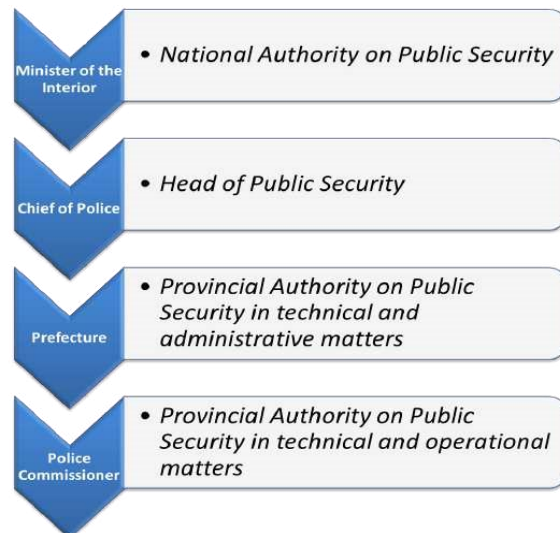 Minister of the
Interior
• National Authority on Public Security
Chief of Police
• Head of Public Security
Prefecture
• Provincial Authority on Public
Security in technical and
administrative matters
Police
Commissioner
• Provincial Authority on Public
Security in technical and operational
matters